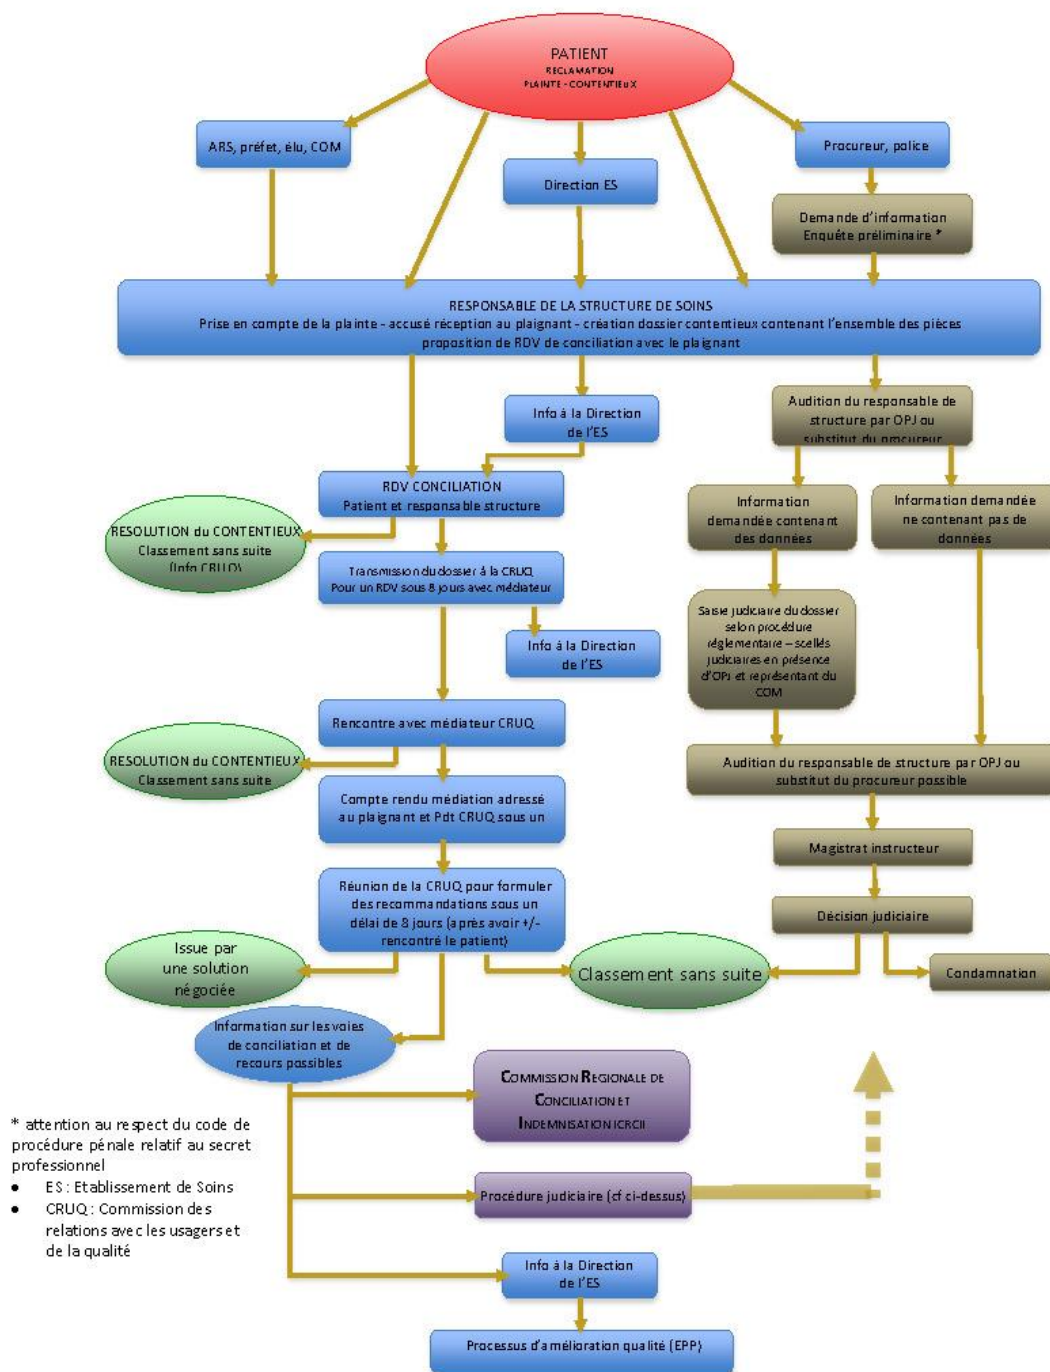 PATIENT
RECLAMATION
PLAINTE - CONTENTIEUX
ARS, préfet, élu, COM
Procureur, police
Direction ES
Demande d'information
Enquête préliminaire *
RESPONSABLE DE LA STRUCTURE DE SOINS
Prise en compte de la plainte - accusé réception au plaignant - création dossier contentieux contenant l'ensemble des pièces
proposition de RDV de conciliation avec le plaignant
Info à la Direction
de l'ES
Audition du responsable de
structure par OPJ ou
substitut du procureur
RDV CONCILIATION
Patient et responsable structure
RESOLUTION du CONTENTIEUX
Classement sans suite
(Info CRUQ)
Information
demandée contenant
des données
Information demandée
ne contenant pas de
données
Transmission du dossier à la CRUQ
Pour un RDV sous 8 jours avec médiateur
Info à la Direction
de l'ES
Saisie judiciaire du dossier
selon procédure
réglementaire – scellés
judiciaires en présence
d'OPJ et représentant du
COM
Rencontre avec médiateur CRUQ
RESOLUTION du CONTENTIEUX
Classement sans suite
Audition du responsable de structure par OPJ ou
substitut du procureur possible
Compte rendu médiation adressé
au plaignant et Pdt CRUQ sous un
Magistrat instructeur
Réunion de la CRUQ pour formuler
des recommandations sous un
délai de 8 jours (après avoir +/-
rencontré le patient)
Décision judiciaire
Issue par
une solution
négociée
Classement sans suite
Condamnation
Information sur les voies
de conciliation et de
recours possibles
COMMISSION REGIONALE DE
CONCILIATION ET
INDEMNISATION (CRCI)
* attention au respect du code de
procédure pénale relatif au secret
professionnel
● ES : Etablissement de Soins
● CRUQ : Commission des
relations avec les usagers et
de la qualité
Procédure judiciaire (cf ci-dessus)
Info à la Direction
de l'ES
Processus d'amélioration qualité (EPP)